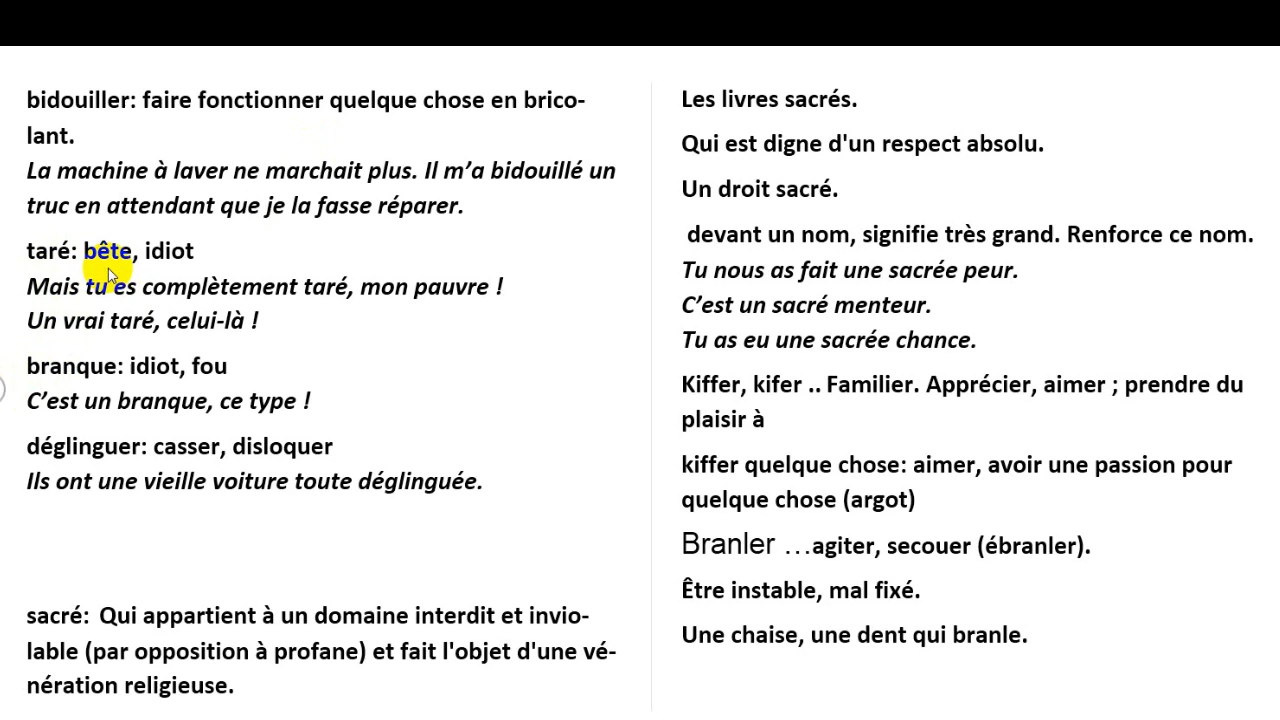 bidouiller: faire fonctionner quelque chose en brico-
lant.
La machine à laver ne marchait plus. Il m’a bidouillé un
truc en attendant que je la fasse réparer.
taré: bête, idiot
Mais tu es complètement taré, mon pauvre !
Un vrai taré, celui-là !
branque: idiot, fou
C’est un branque, ce type !
déglinguer: casser, disloquer
Ils ont une vieille voiture toute déglinguée.
sacré: Qui appartient à un domaine interdit et invio-
lable (par opposition à profane) et fait l'objet d'une vé-
nération religieuse.
Les livres sacrés.
Qui est digne d'un respect absolu.
Un droit sacré.
devant un nom, signifie très grand. Renforce ce nom.
Tu nous as fait une sacrée peur.
C’est un sacré menteur.
Tu as eu une sacrée chance.
Kiffer, kifer .. Familier. Apprécier, aimer ; prendre du
plaisir à
kiffer quelque chose: aimer, avoir une passion pour
quelque chose (argot)
Branler …agiter, secouer (ébranler).
Être instable, mal fixé.
Une chaise, une dent qui branle.